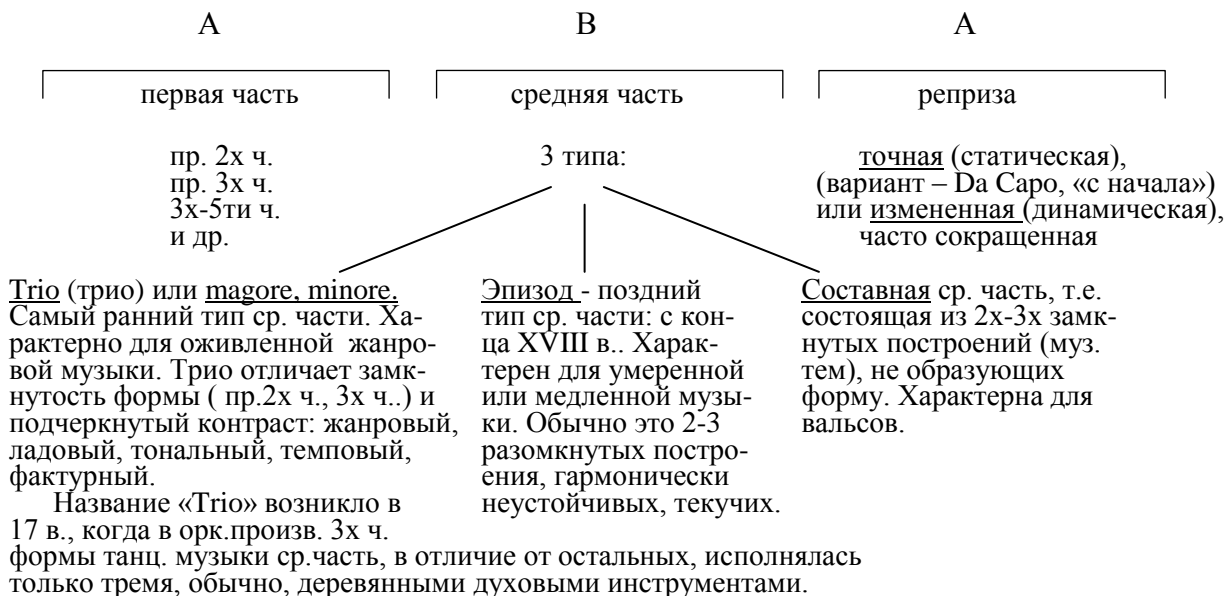 A B A
первая часть средняя часть реприза
пр. 2х ч. 3 типа: точная (статическая),
пр. 3х ч. (вариант – Da Capo, «с начала»)
3х-5ти ч. или измененная (динамическая),
и др. часто сокращенная
Trio (трио) или magore, minore.
Самый ранний тип ср. части. Ха-
рактерно для оживленной жанро-
вой музыки. Трио отличает замк-
нутость формы ( пр.2х ч., 3х ч..) и
подчеркнутый контраст: жанровый,
ладовый, тональный, темповый,
фактурный.
Название «Trio» возникло в
17 в., когда в орк.произв. 3х ч.
формы танц. музыки ср.часть, в отличие от остальных, исполнялась
только тремя, обычно, деревянными духовыми инструментами.
Эпизод - поздний
тип ср. части: с кон-
ца XVIII в.. Харак-
терен для умеренной
или медленной музы-
ки. Обычно это 2-3
разомкнутых постро-
ения, гармонически
неустойчивых, текучих.
Составная ср. часть, т.е.
состоящая из 2х-3х замк-
нутых построений (муз.
тем), не образующих
форму. Характерна для
вальсов.